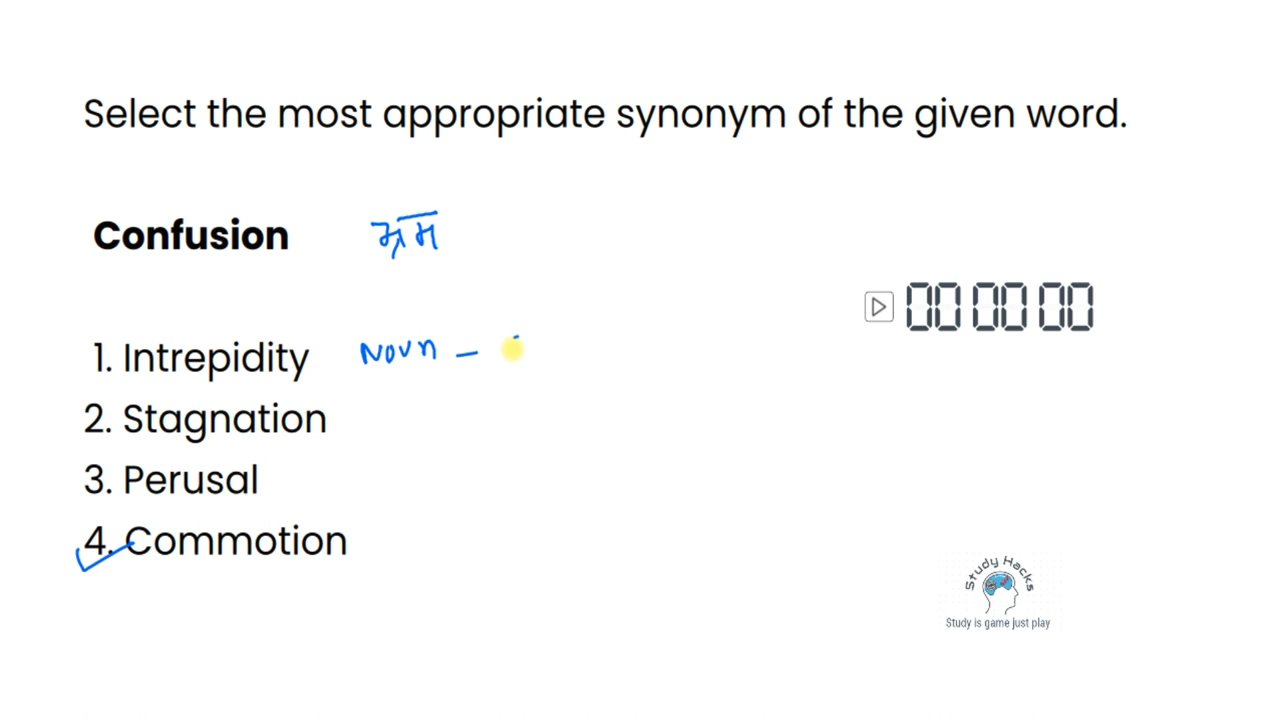 Select the most appropriate synonym of the given word.
Confusion भ्रम
00 00 00
1. Intrepidity Noun –
2. Stagnation
3. Perusal
4. Commotion
Study Hacks
Study is game just play